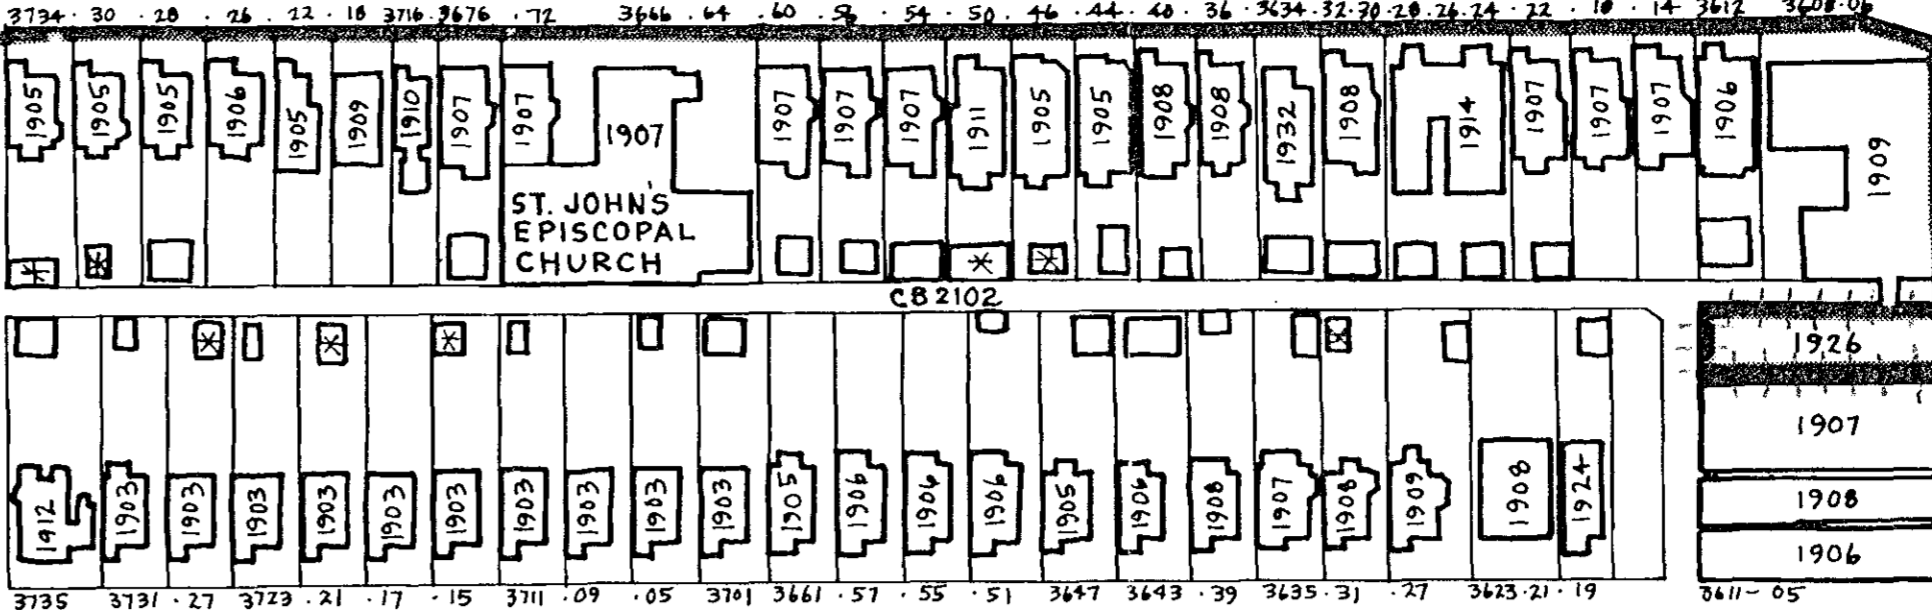 3734 · 30 · 28 · 26 · 22 · 18 3716 · 3676 · 72 3666 · 64 · 60 · 56 · 54 · 50 · 46 · 44 · 40 · 36 · 3634 · 32 · 30 · 28 · 26 · 24 · 22 · 18 · 14 3612 3608 · 06
1905 1905 1905 1906 1905 1909 1910 1907 1907 1907 1907 1907 1907 1911 1905 1905 1908 1908 1932 1908 1914 1907 1907 1907 1906 1909
ST. JOHN'S
EPISCOPAL
CHURCH
CB 2102
1926
1907
1908
1906
1912 1903 1903 1903 1903 1903 1903 1903 1903 1903 1903 1905 1906 1906 1906 1905 1906 1908 1907 1908 1909 1908 1924
3735 3731 · 27 3723 · 21 · 17 · 15 3711 · 09 · 05 3701 3661 · 57 · 55 · 51 3647 3643 · 39 3635 · 31 · 27 3623 · 21 · 19 3611 - 05